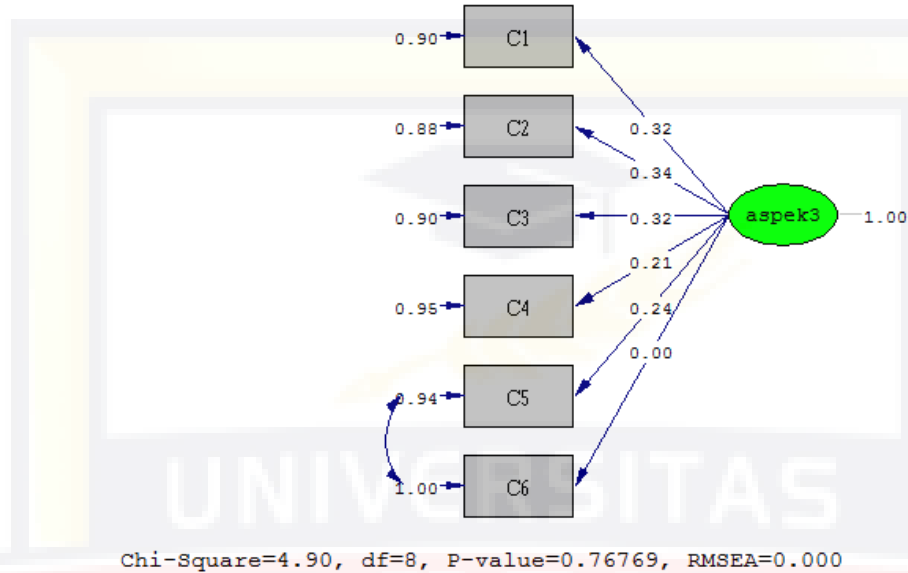 0.90 C1
0.88 C2 0.32
0.34
0.90 C3 0.32 aspek3 1.00
0.21
0.95 C4 0.24
0.00
0.94 C5
1.00 C6
UNIVERSITAS
Chi-Square=4.90, df=8, P-value=0.76769, RMSEA=0.000